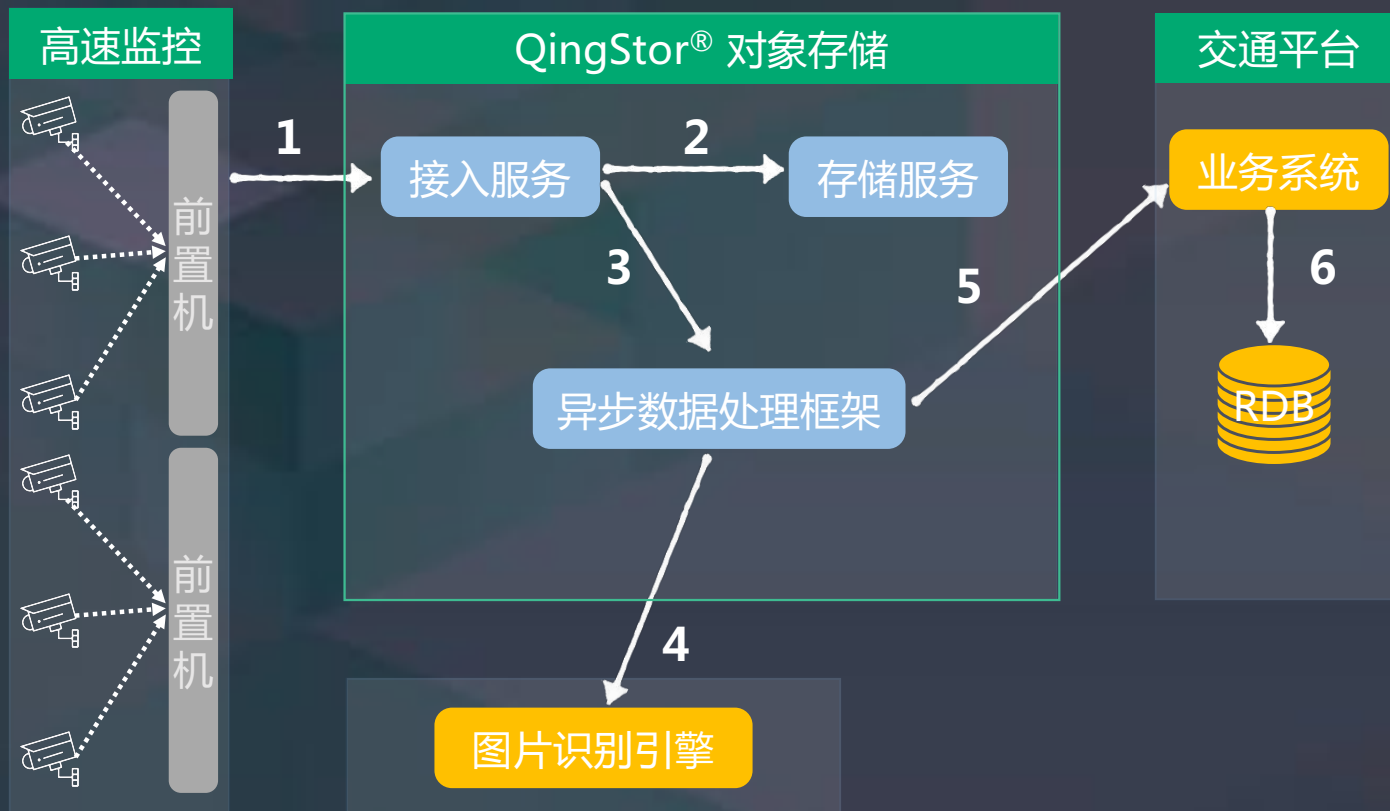 高速监控
QingStor® 对象存储
交通平台
1
2
接入服务
存储服务
业务系统
前置机
3
5
6
异步数据处理框架
RDB
前置机
4
图片识别引擎